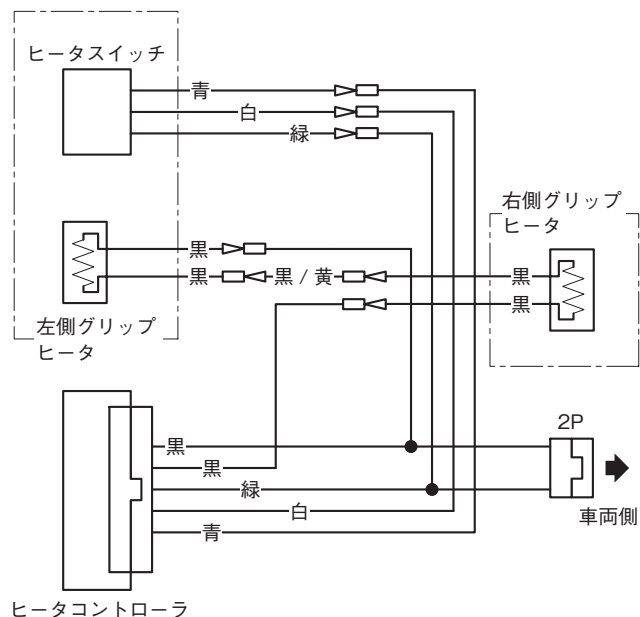 ヒータスイッチ
青
白
緑
右側グリップ
ヒータ
黒
黒
黒 / 黄
黒
黒
左側グリップ
ヒータ
2P
黒
黒
緑
白
青
車両側
ヒータコントローラ